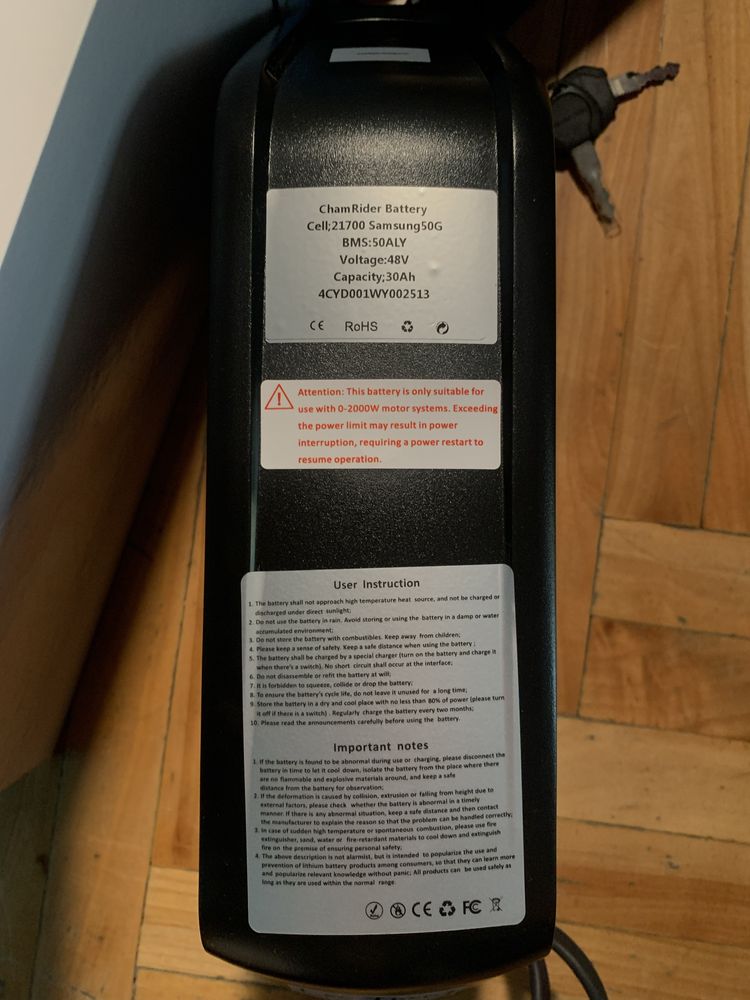 ChamRider Battery
Cell;21700 Samsung50G
BMS:50ALY
Voltage:48V
Capacity;30Ah
4CYD001WY002513
CE RoHS
Attention: This battery is only suitable for
use with 0-2000W motor systems. Exceeding
the power limit may result in power
interruption, requiring a power restart to
resume operation.
User Instruction
1. The battery shall not approach high temperature heat source, and not be charged or
discharged under direct sunlight;
2. Do not use the battery in rain. Avoid storing or using the battery in a damp or water
accumulated environment;
3. Do not store the battery with combustibles. Keep away from children;
4. Please keep a sense of safety. Keep a safe distance when using the battery ;
5. The battery shall be charged by a special charger (turn on the battery and charge it
when there's a switch). No short circuit shall occur at the interface;
6. Do not disassemble or refit the battery at will;
7. It is forbidden to squeeze, collide or drop the battery;
8. To ensure the battery's cycle life, do not leave it unused for a long time;
9. Store the battery in a dry and cool place with no less than 80% of power (please turn
it off if there is a switch) . Regularly charge the battery every two months;
10. Please read the announcements carefully before using the battery.
Important notes
1. If the battery is found to be abnormal during use or charging, please disconnect the
battery in time to let it cool down, isolate the battery from the place where there
are no flammable and explosive materials around, and keep a safe
distance from the battery for observation;
2. If the deformation is caused by collision, extrusion or falling from height due to
external factors, please check whether the battery is abnormal in a timely
manner. If there is any abnormal situation, keep a safe distance and then contact
the manufacturer to explain the reason so that the problem can be handled correctly;
3. In case of sudden high temperature or spontaneous combustion, please use fire
extinguisher, sand, water or fire-retardant materials to cool down and extinguish
fire on the premise of ensuring personal safety;
4. The above description is not alarmist, but is intended to popularize the use and
prevention of lithium battery products among consumers, so that they can learn more
and popularize relevant knowledge without panic; All products can be used safely as
long as they are used within the normal range.
CE FC